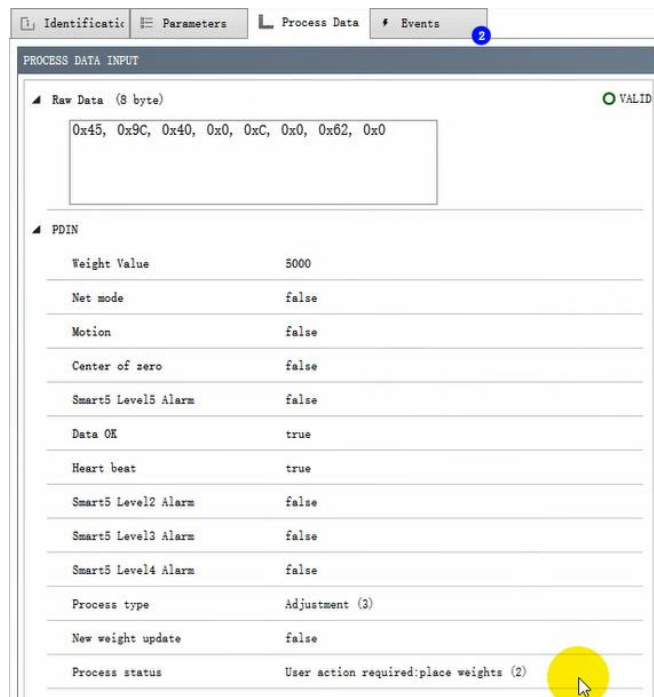 Identificatic Parameters Process Data Events 2
PROCESS DATA INPUT
Raw Data (8 byte) VALID
0x45, 0x9C, 0x40, 0x0, 0xC, 0x0, 0x62, 0x0
PDIN
Weight Value 5000
Net mode false
Motion false
Center of zero false
Smart5 Level5 Alarm false
Data OK true
Heart beat true
Smart5 Level2 Alarm false
Smart5 Level3 Alarm false
Smart5 Level4 Alarm false
Process type Adjustment (3)
New weight update false
Process status User action required:place weights (2)